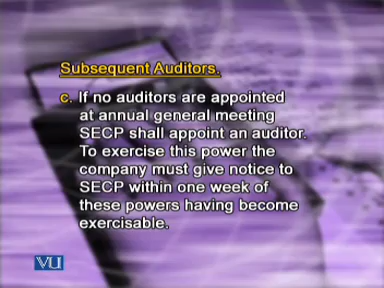 Subsequent Auditors.
c. If no auditors are appointed
at annual general meeting
SECP shall appoint an auditor.
To exercise this power the
company must give notice to
SECP within one week of
these powers having become
exercisable.
VU